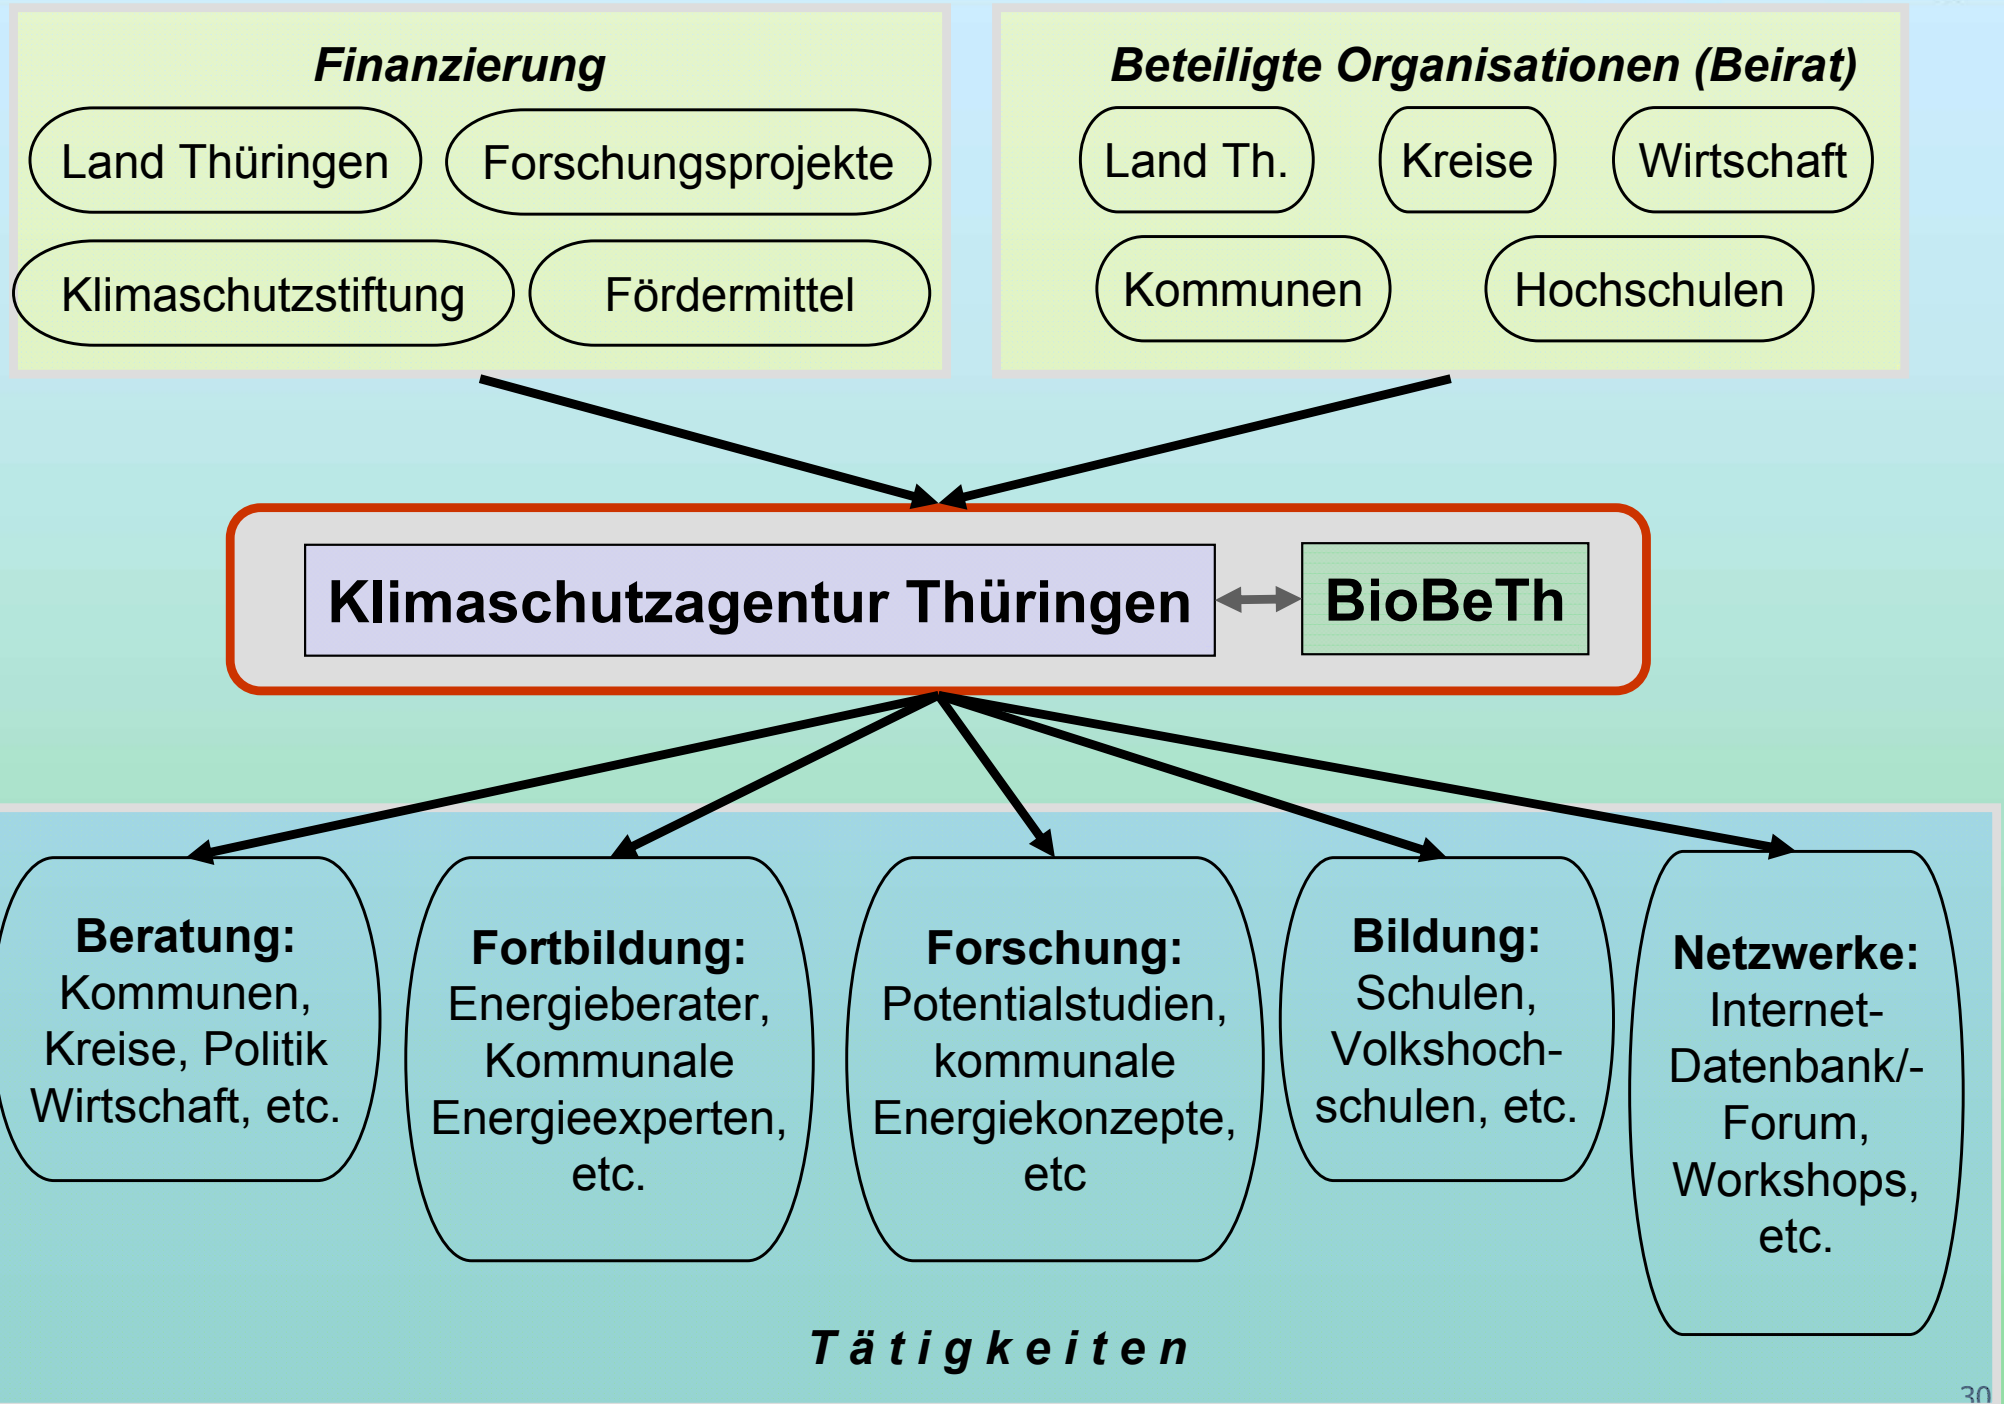 Finanzierung
Land Thüringen
Forschungsprojekte
Klimaschutzstiftung
Fördermittel
Beteiligte Organisationen (Beirat)
Land Th.
Kreise
Wirtschaft
Kommunen
Hochschulen
Klimaschutzagentur Thüringen
BioBeTh
Beratung:
Kommunen,
Kreise, Politik
Wirtschaft, etc.
Fortbildung:
Energieberater,
Kommunale
Energieexperten,
etc.
Forschung:
Potentialstudien,
kommunale
Energiekonzepte,
etc
Bildung:
Schulen,
Volkshoch-
schulen, etc.
Netzwerke:
Internet-
Datenbank/-
Forum,
Workshops,
etc.
Tätigkeiten
30